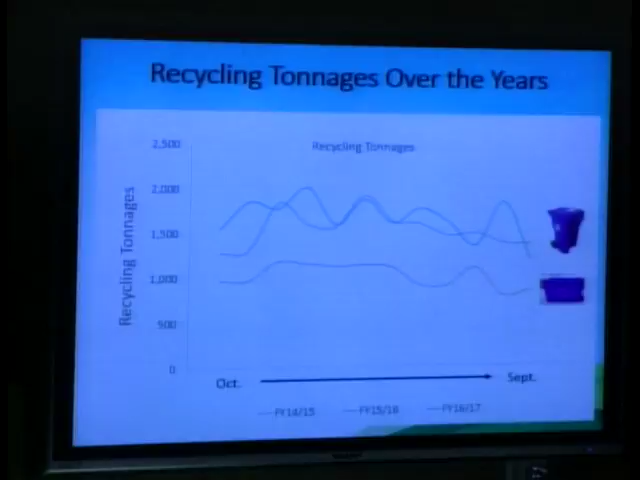 Recycling Tonnages Over the Years
Recycling Tonnages
2,500
2,000
1,500
1,000
500
0
Recycling Tonnages
Oct.
Sept.
FY14/15
FY15/16
FY16/17